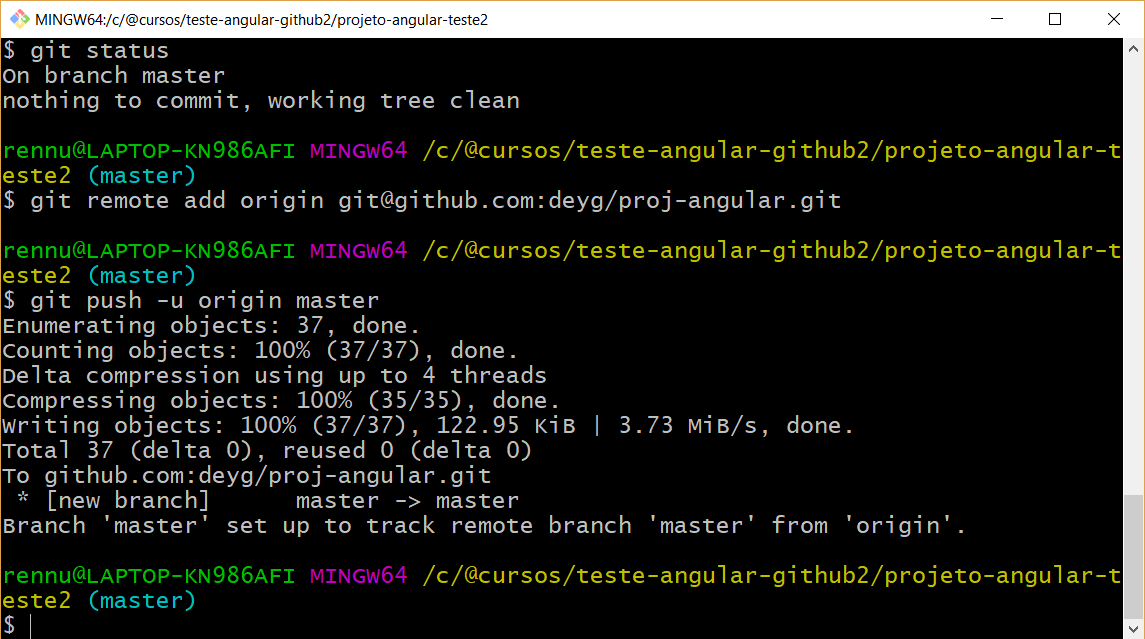 MINGW64:/c/@cursos/teste-angular-github2/projeto-angular-teste2
$ git status
On branch master
nothing to commit, working tree clean
rennu@LAPTOP-KN986AFI MINGW64 /c/@cursos/teste-angular-github2/projeto-angular-t
este2 (master)
$ git remote add origin git@github.com:deyg/proj-angular.git
rennu@LAPTOP-KN986AFI MINGW64 /c/@cursos/teste-angular-github2/projeto-angular-t
este2 (master)
$ git push -u origin master
Enumerating objects: 37, done.
Counting objects: 100% (37/37), done.
Delta compression using up to 4 threads
Compressing objects: 100% (35/35), done.
Writing objects: 100% (37/37), 122.95 KiB | 3.73 MiB/s, done.
Total 37 (delta 0), reused 0 (delta 0)
To github.com:deyg/proj-angular.git
 * [new branch]      master -> master
Branch 'master' set up to track remote branch 'master' from 'origin'.
rennu@LAPTOP-KN986AFI MINGW64 /c/@cursos/teste-angular-github2/projeto-angular-t
este2 (master)
$